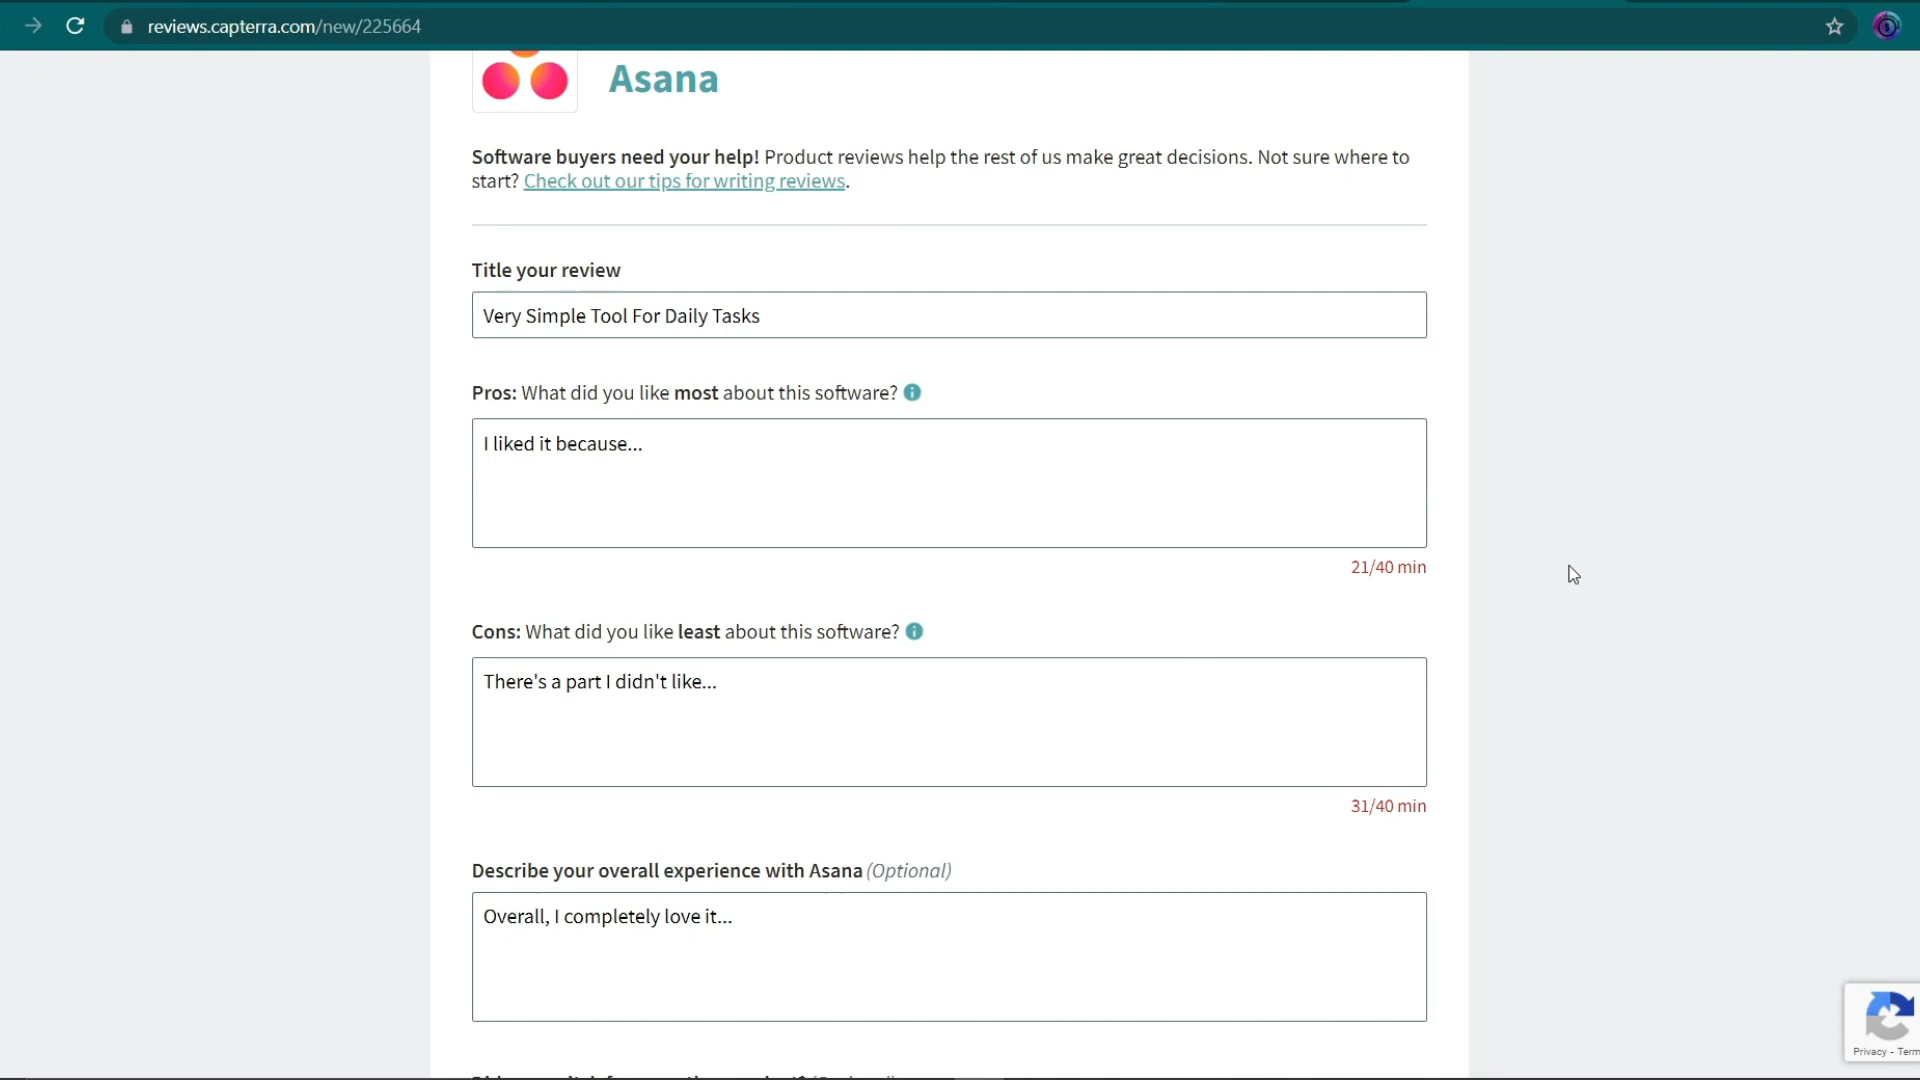 reviews.capterra.com/new/225664
Asana
Software buyers need your help! Product reviews help the rest of us make great decisions. Not sure where to
start? Check out our tips for writing reviews.
Title your review
Very Simple Tool For Daily Tasks
Pros: What did you like most about this software?
I liked it because...
21/40 min
Cons: What did you like least about this software?
There's a part I didn't like...
31/40 min
Describe your overall experience with Asana (Optional)
Overall, I completely love it...
Privacy - Term